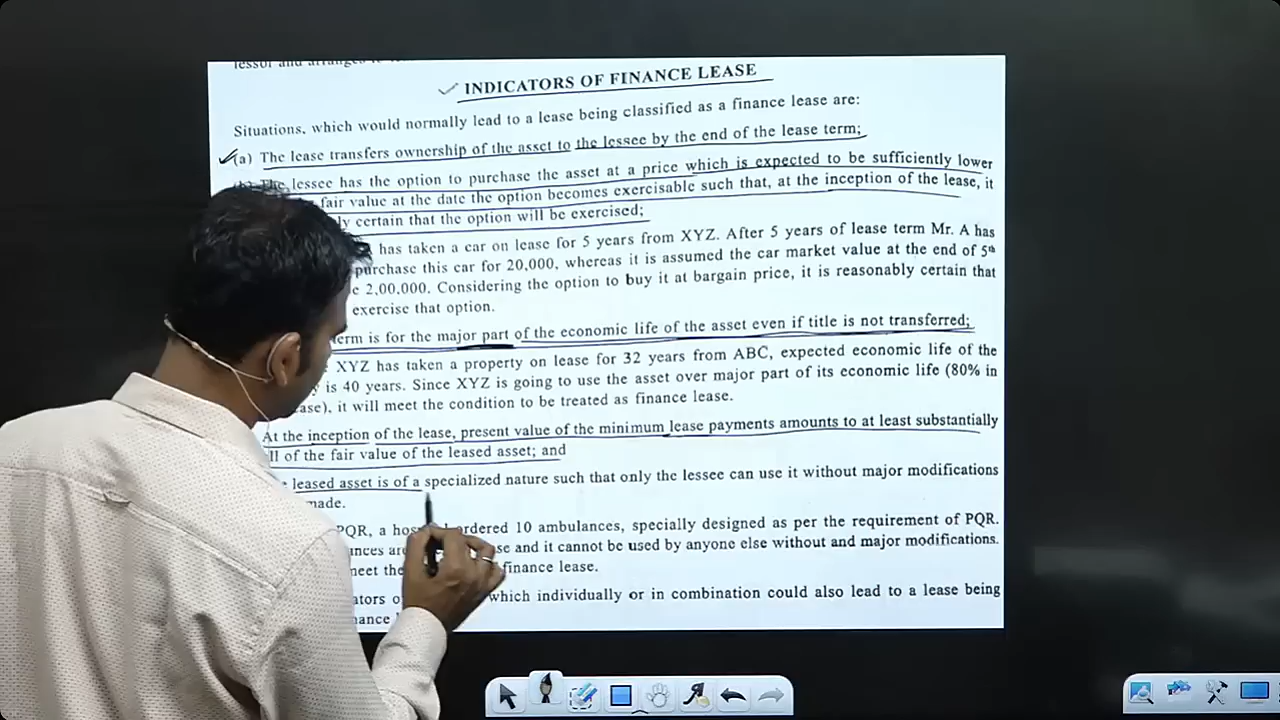 lessor and
INDICATORS OF FINANCE LEASE
Situations, which would normally lead to a lease being classified as a finance lease are:
(a) The lease transfers ownership of the asset to the lessee by the end of the lease term;
The lessee has the option to purchase the asset at a price which is expected to be sufficiently lower
fair value at the date the option becomes exercisable such that, at the inception of the lease, it
certain that the option will be exercised;
has taken a car on lease for 5 years from XYZ. After 5 years of lease term Mr. A has
purchase this car for 20,000, whereas it is assumed the car market value at the end of 5th
2,00,000. Considering the option to buy it at bargain price, it is reasonably certain that
exercise that option.
term is for the major part of the economic life of the asset even if title is not transferred;
XYZ has taken a property on lease for 32 years from ABC, expected economic life of the
is 40 years. Since XYZ is going to use the asset over major part of its economic life (80% in
it will meet the condition to be treated as finance lease.
At the inception of the lease, present value of the minimum lease payments amounts to at least substantially
of the fair value of the leased asset; and
leased asset is of a specialized nature such that only the lessee can use it without major modifications
made.
PQR, a ordered 10 ambulances, specially designed as per the requirement of PQR.
and it cannot be used by anyone else without and major modifications.
meet finance lease.
which individually or in combination could also lead to a lease being